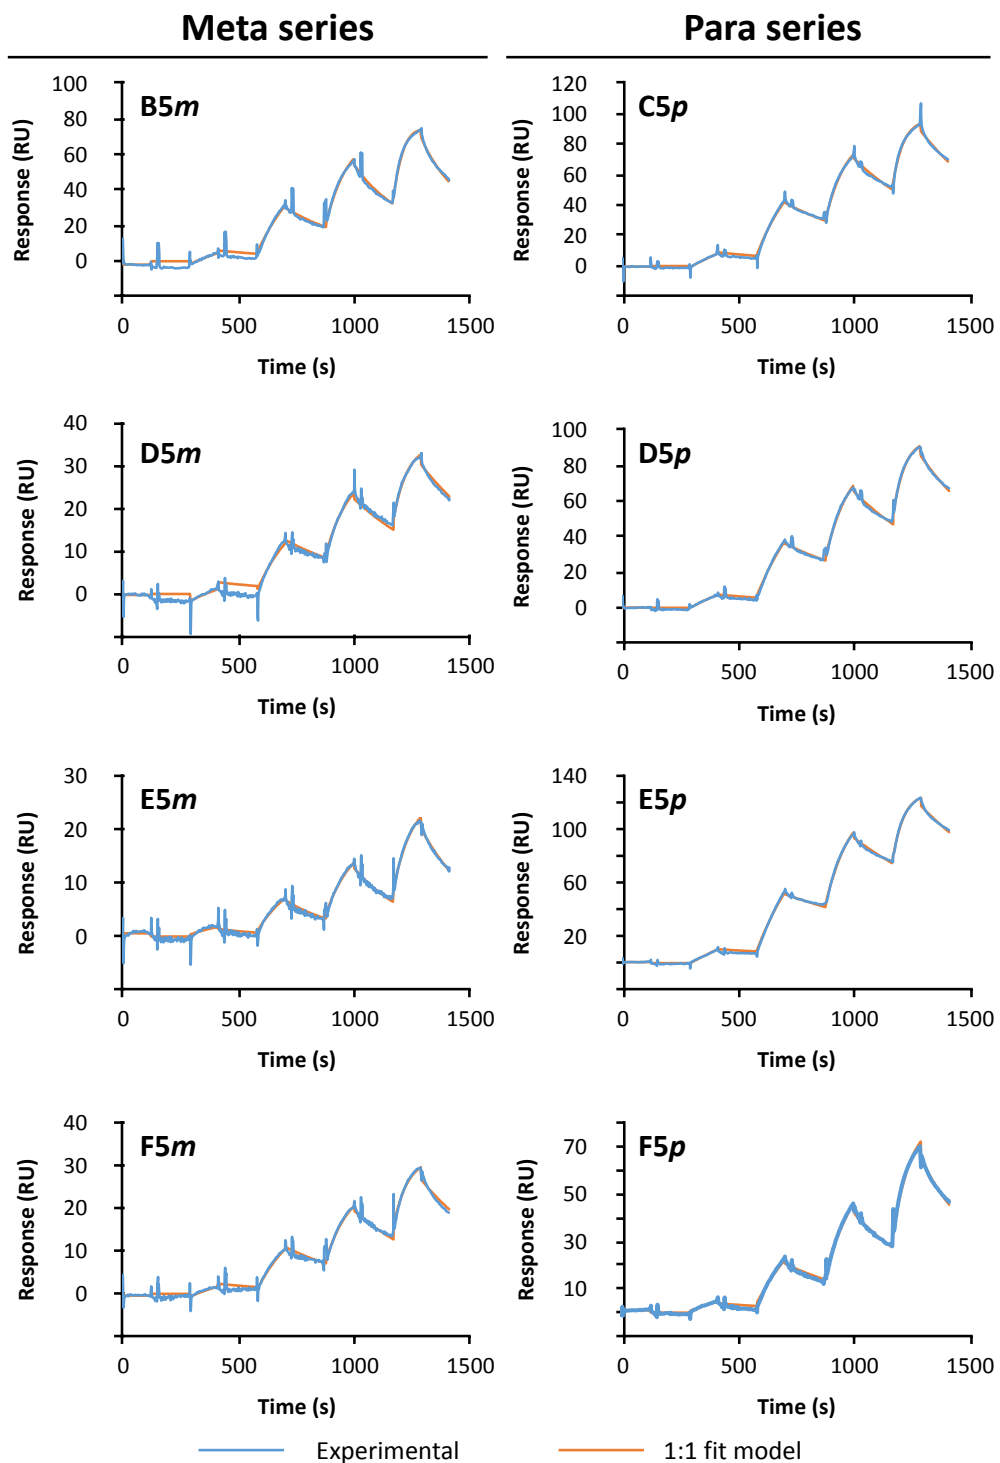 Meta series
Para series
B5m
Response (RU)
100
80
60
40
20
0
0 500 1000 1500
Time (s)
C5p
Response (RU)
120
100
80
60
40
20
0
0 500 1000 1500
Time (s)
D5m
Response (RU)
40
30
20
10
0
0 500 1000 1500
Time (s)
D5p
Response (RU)
100
80
60
40
20
0
0 500 1000 1500
Time (s)
E5m
Response (RU)
30
20
10
0
0 500 1000 1500
Time (s)
E5p
Response (RU)
140
100
60
20
0 500 1000 1500
Time (s)
F5m
Response (RU)
40
30
20
10
0
0 500 1000 1500
Time (s)
F5p
Response (RU)
70
50
30
10
0 500 1000 1500
Time (s)
Experimental
1:1 fit model